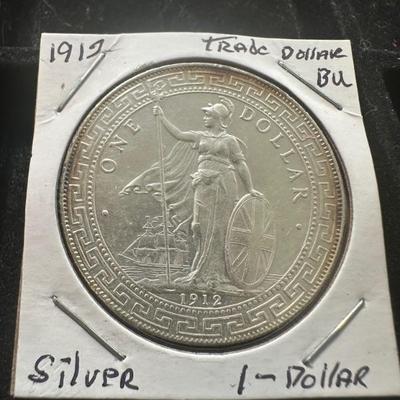 1912 TRADE DOLLAR
BU
ONE DOLLAR
1912
SILVER 1-DOLLAR